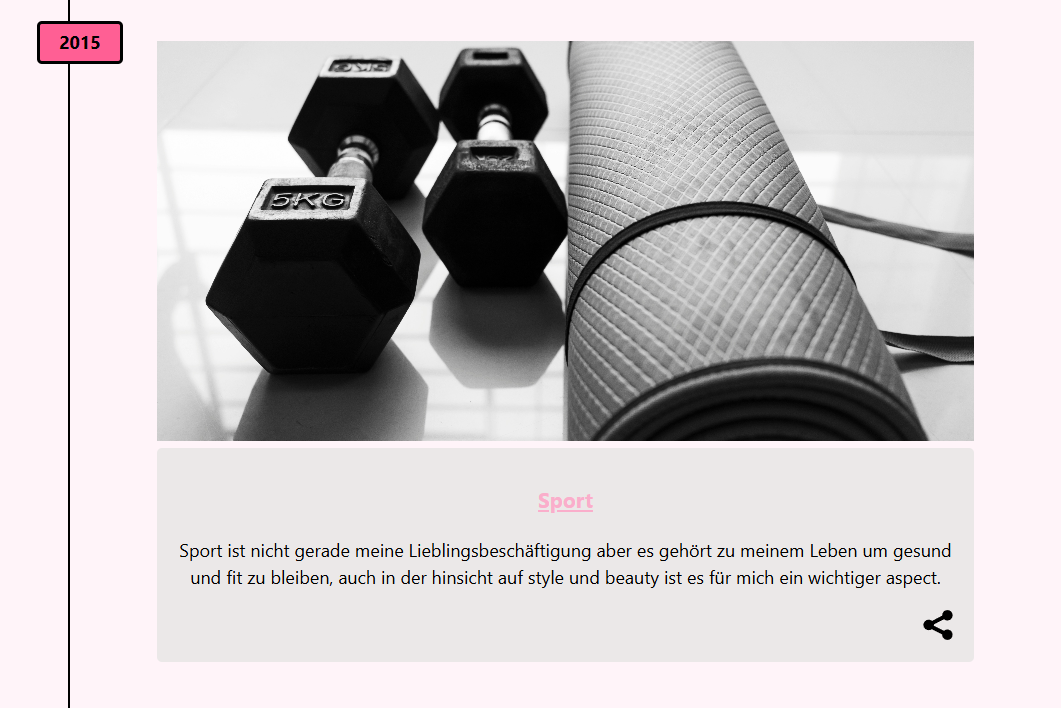 2015
5KG
Sport
Sport ist nicht gerade meine Lieblingsbeschäftigung aber es gehört zu meinem Leben um gesund
und fit zu bleiben, auch in der hinsicht auf style und beauty ist es für mich ein wichtiger aspect.